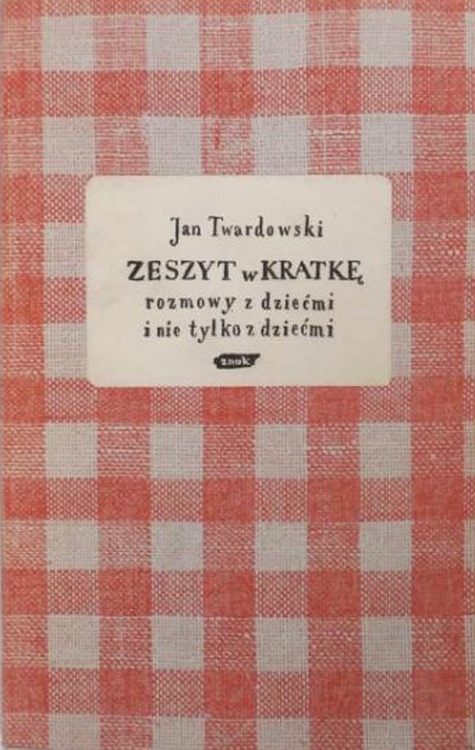 Jan Twardowski
ZESZYT w KRATKĘ
rozmowy z dziećmi
i nie tylko z dziećmi
znak